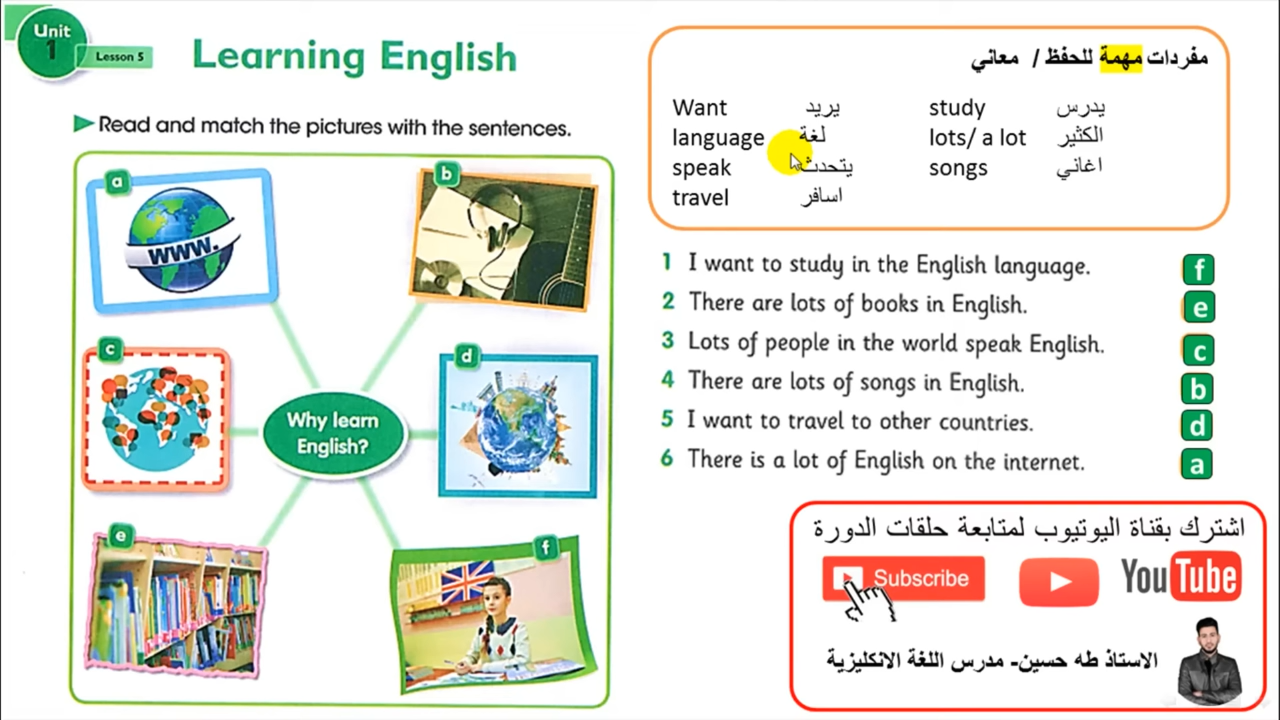 Unit
1
Lesson 5
Learning English
Read and match the pictures with the sentences.
a
www.
b
c
d
Why learn
English?
e
f
مفردات مهمة للحفظ / معاني
Want يريد study يدرس
language لغة lots/ a lot الكثير
speak يتحدث songs اغاني
travel اسافر
1 I want to study in the English language. f
2 There are lots of books in English. e
3 Lots of people in the world speak English. c
4 There are lots of songs in English. b
5 I want to travel to other countries. d
6 There is a lot of English on the internet. a
اشترك بقناة اليوتيوب لمتابعة حلقات الدورة
Subscribe
YouTube
الاستاذ طه حسين- مدرس اللغة الانكليزية